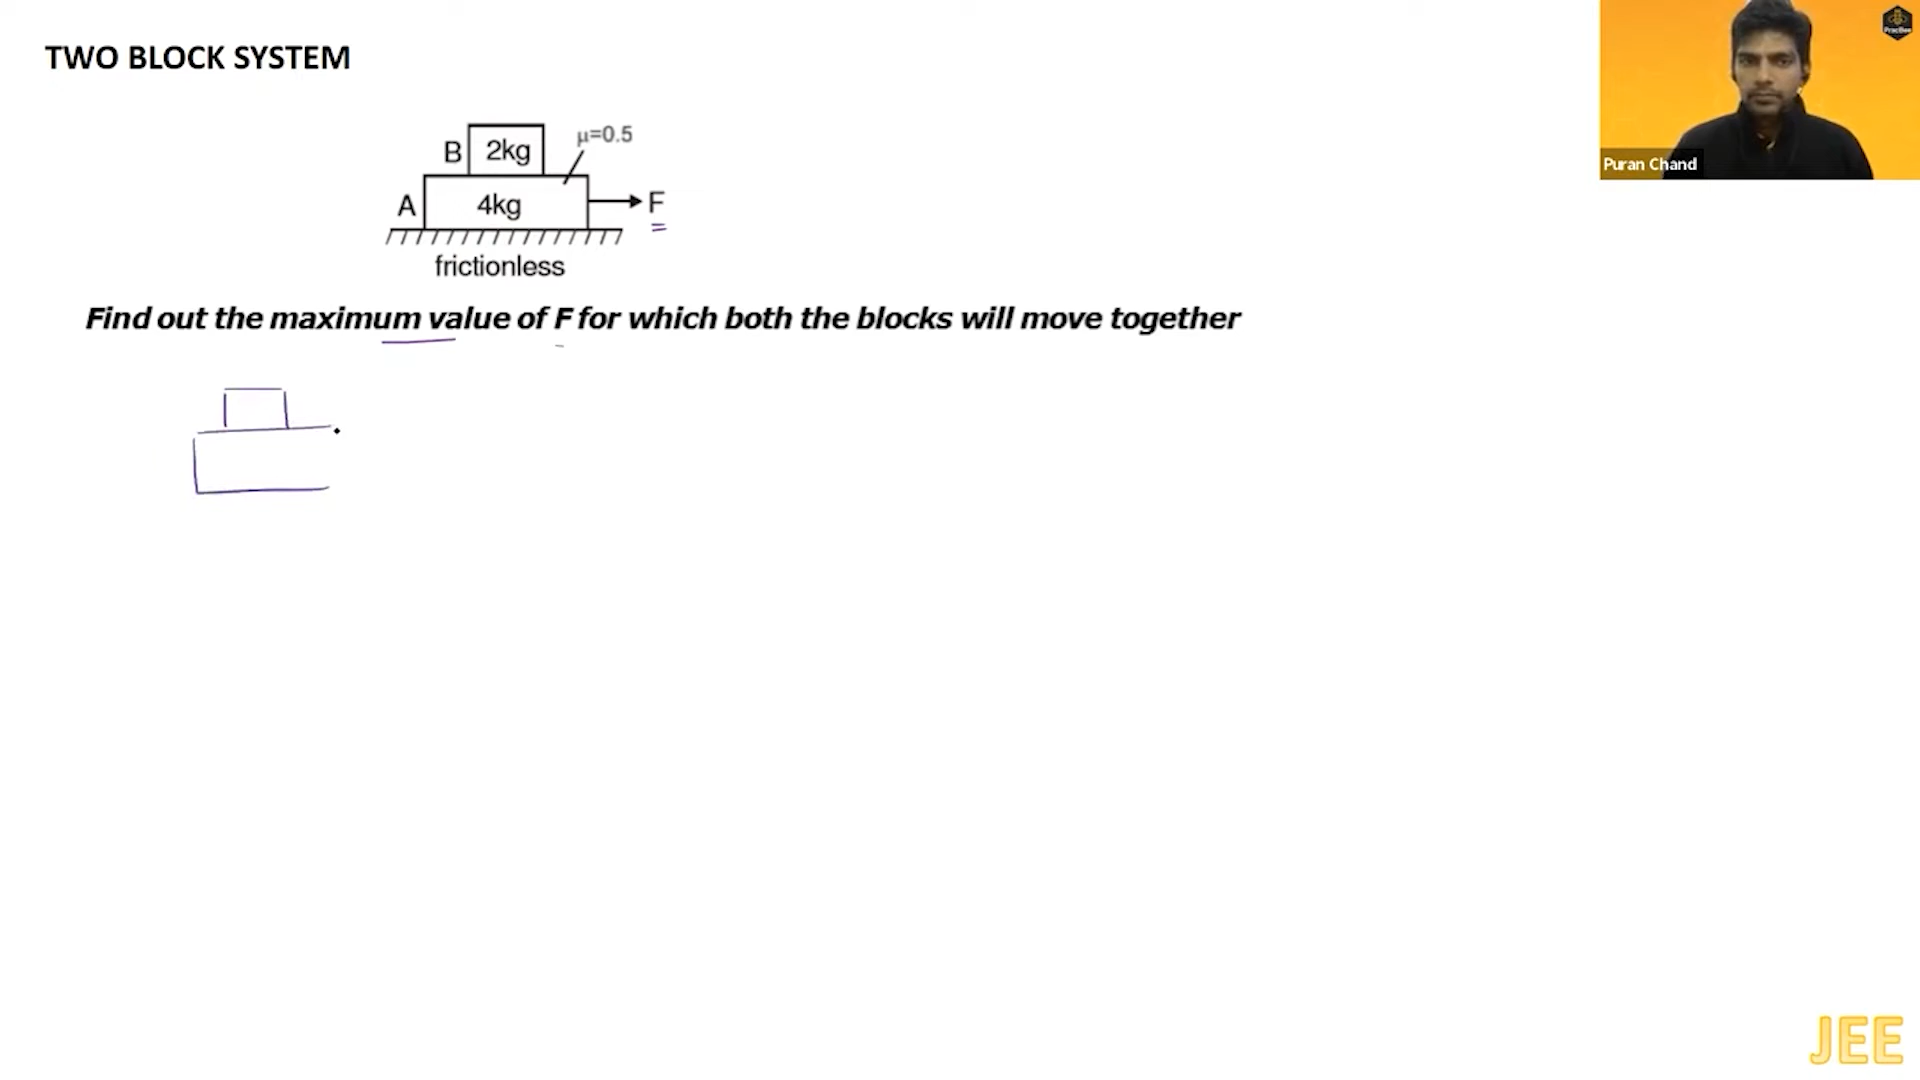 TWO BLOCK SYSTEM
PracBee
Puran Chand
μ=0.5
B 2kg
A 4kg F
frictionless
Find out the maximum value of F for which both the blocks will move together
JEE